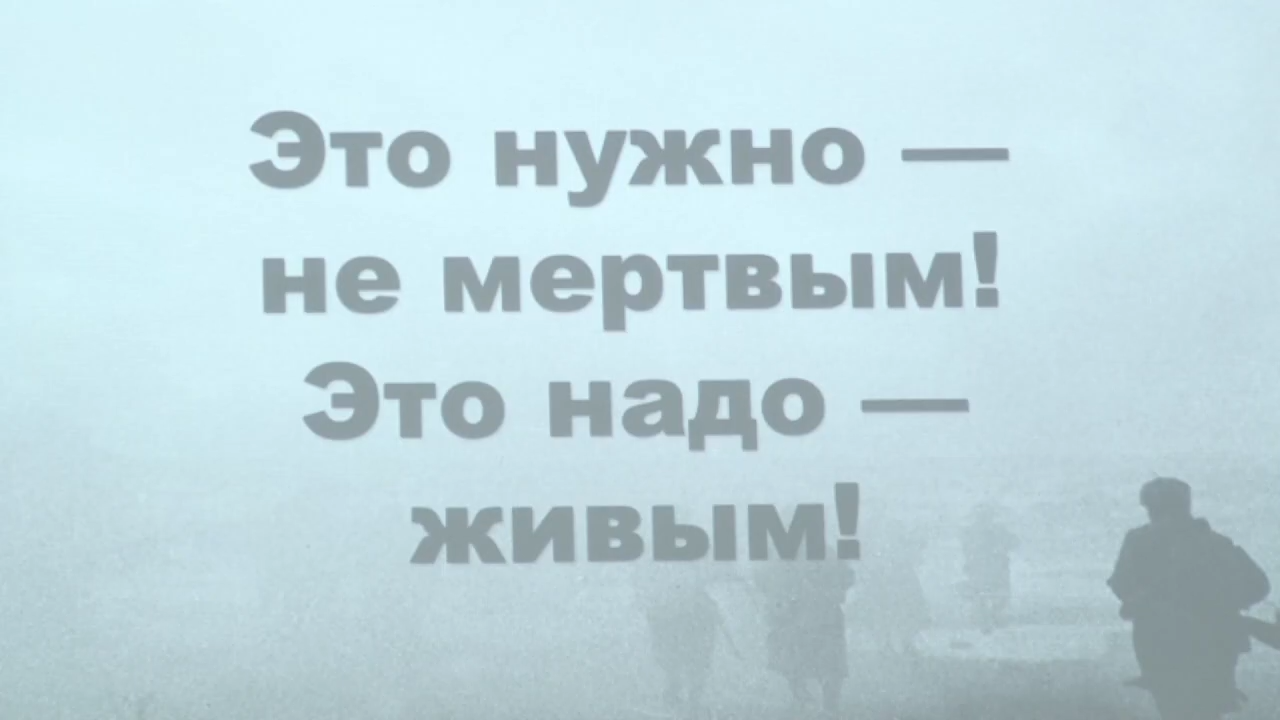 Это нужно —
не мертвым!
Это надо —
живым!